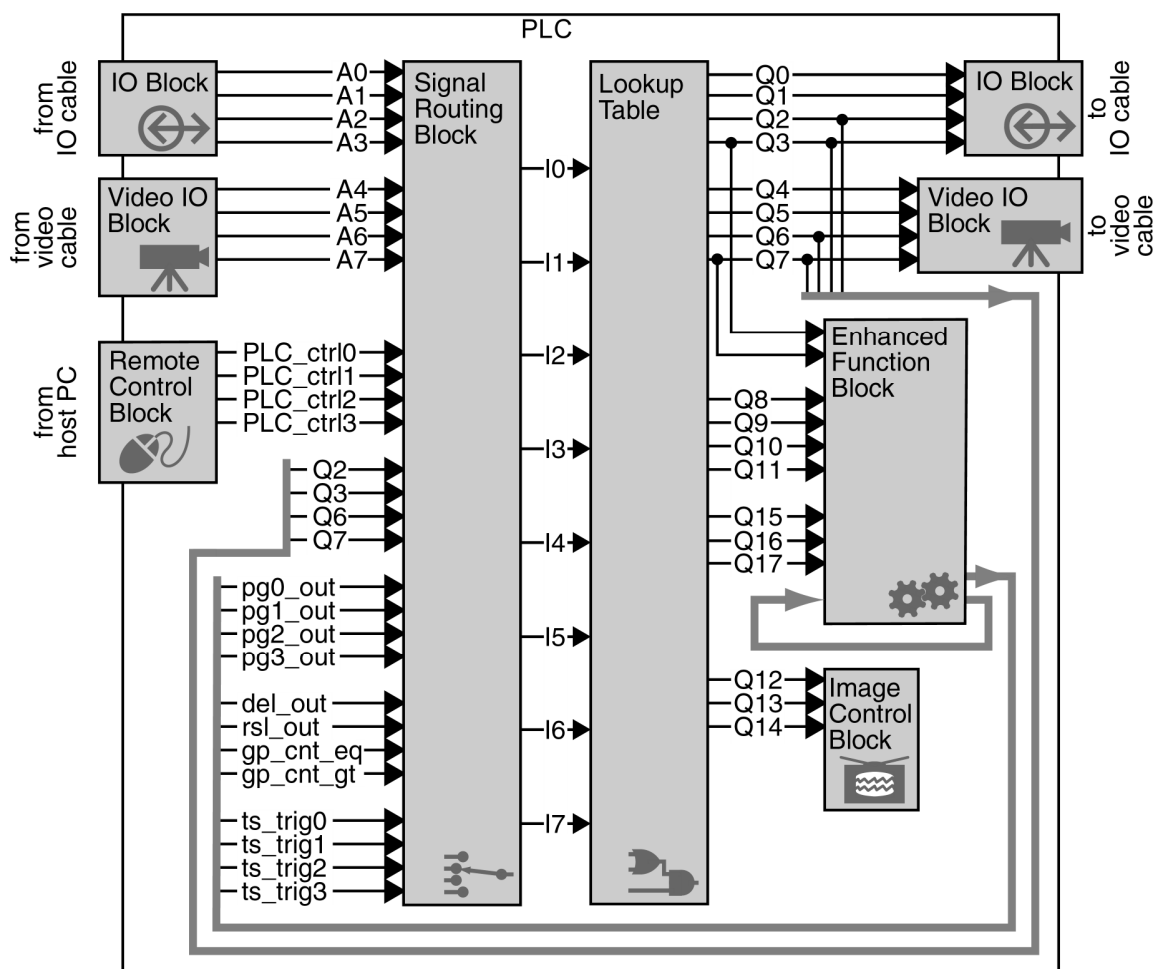 PLC
from
IO cable
IO Block
A0
A1
A2
A3
from
video
cable
Video IO
Block
A4
A5
A6
A7
from
host PC
Remote
Control
Block
PLC_ctrl0
PLC_ctrl1
PLC_ctrl2
PLC_ctrl3
Q2
Q3
Q6
Q7
pg0_out
pg1_out
pg2_out
pg3_out
del_out
rsl_out
gp_cnt_eq
gp_cnt_gt
ts_trig0
ts_trig1
ts_trig2
ts_trig3
Signal
Routing
Block
I0
I1
I2
I3
I4
I5
I6
I7
Lookup
Table
Q0
Q1
Q2
Q3
Q4
Q5
Q6
Q7
Q8
Q9
Q10
Q11
Q15
Q16
Q17
Q12
Q13
Q14
IO Block
to
IO cable
Video IO
Block
to
video
cable
Enhanced
Function
Block
Image
Control
Block